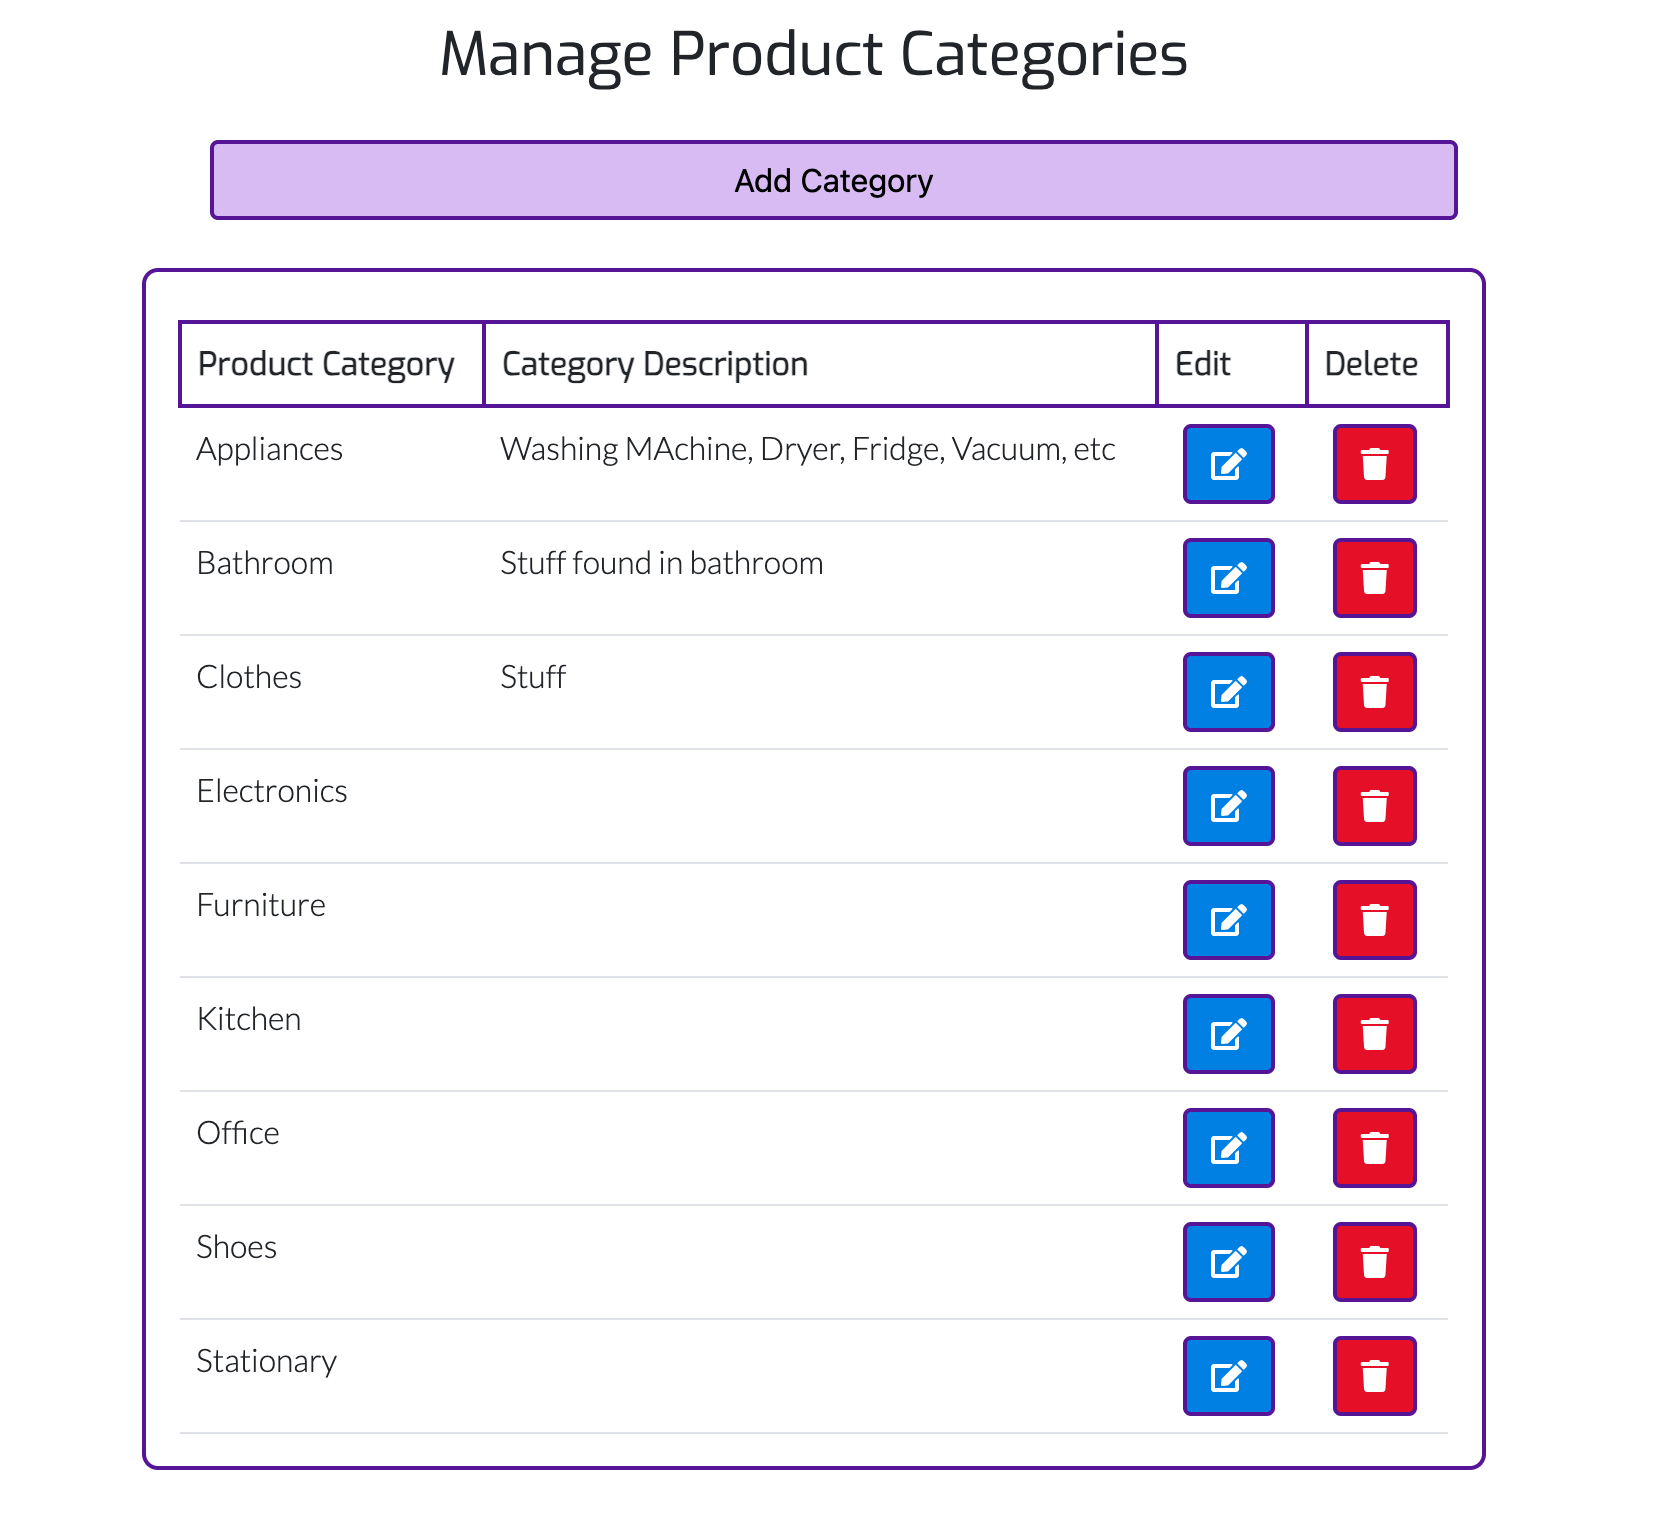 Manage Product Categories
Add Category
Product Category Category Description Edit Delete
Appliances Washing MAchine, Dryer, Fridge, Vacuum, etc
Bathroom Stuff found in bathroom
Clothes Stuff
Electronics
Furniture
Kitchen
Office
Shoes
Stationary